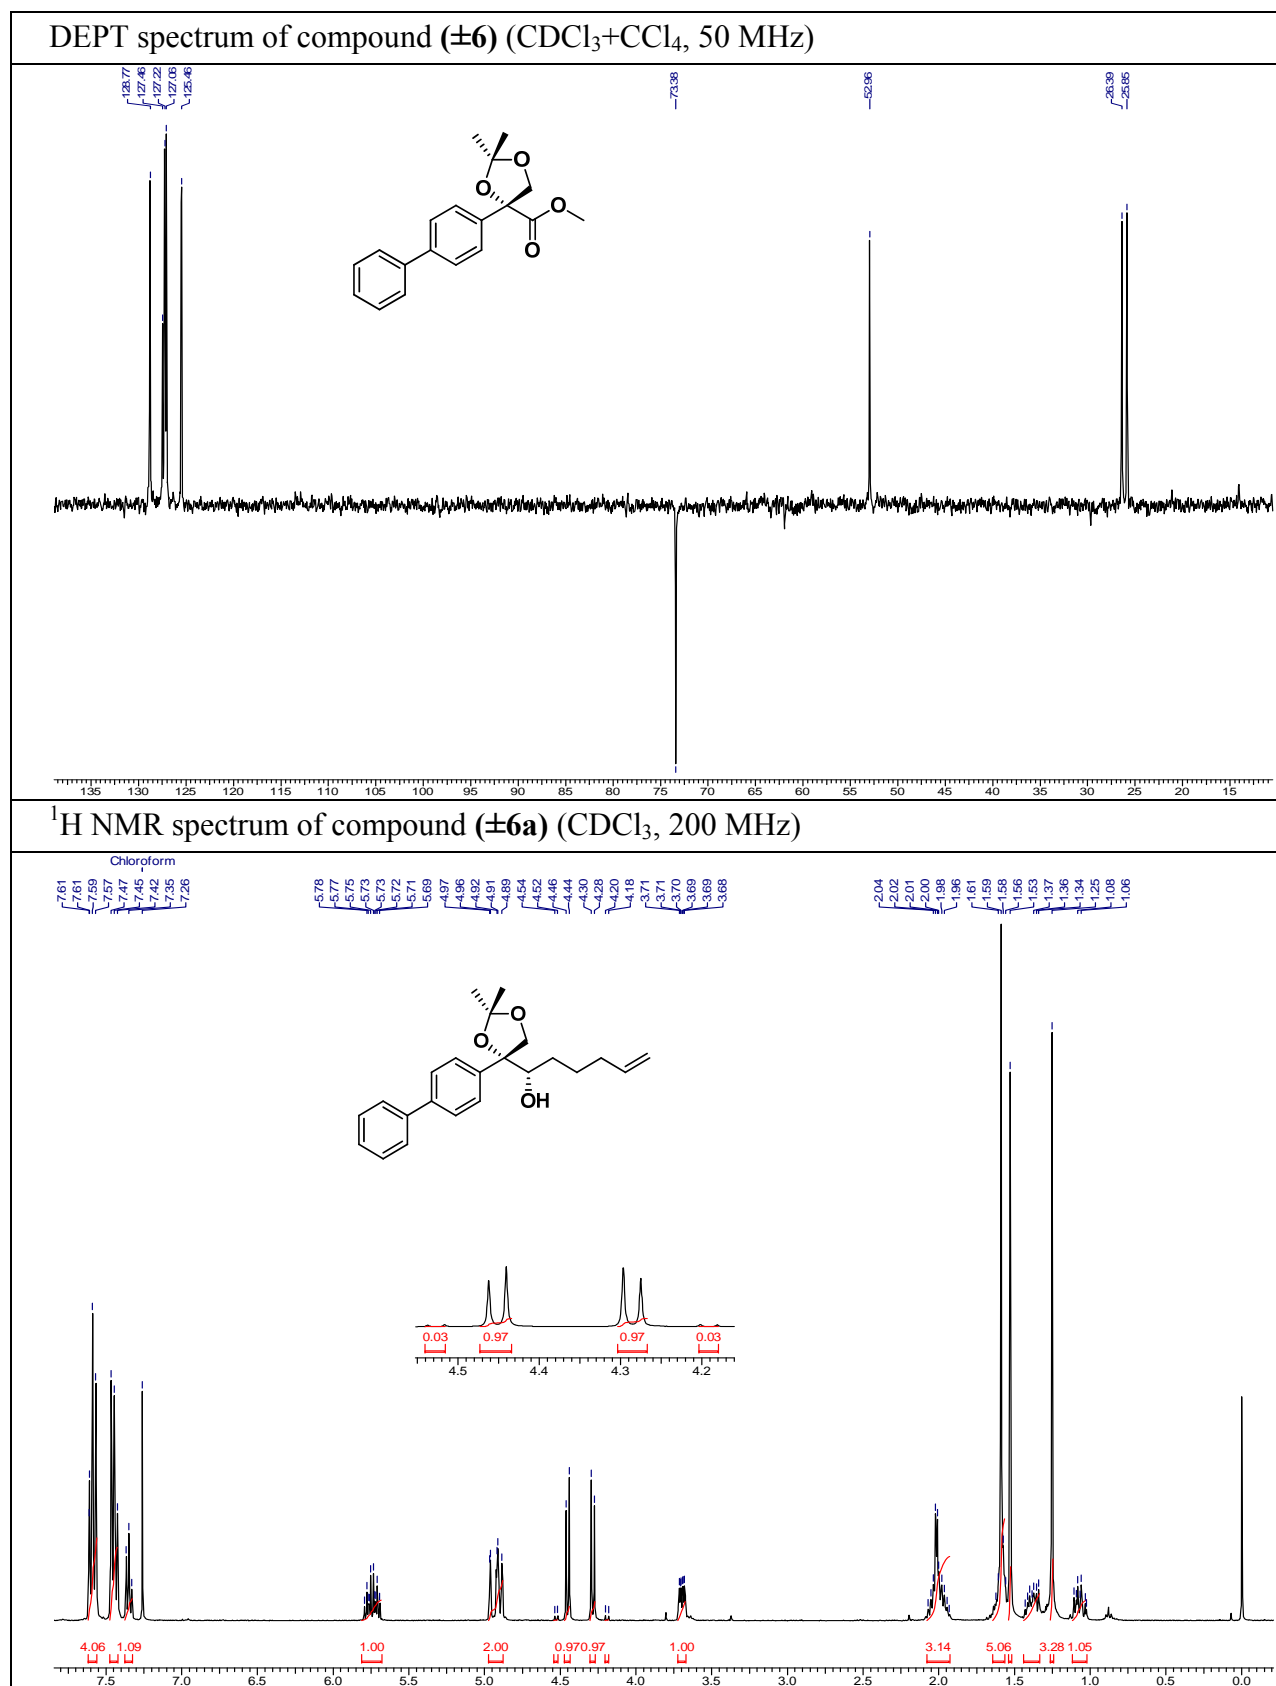 DEPT spectrum of compound (±6) (CDCl3+CCl4, 50 MHz)
128.77 127.46 127.22 127.06 125.46 73.38 52.96 26.39 25.85
O
O
O
O
135 130 125 120 115 110 105 100 95 90 85 80 75 70 65 60 55 50 45 40 35 30 25 20 15
1H NMR spectrum of compound (±6a) (CDCl3, 200 MHz)
Chloroform
7.61 7.61 7.59 7.57 7.47 7.45 7.42 7.35 7.26 5.78 5.77 5.75 5.73 5.73 5.72 5.71 5.69 4.97 4.96 4.92 4.91 4.89 4.54 4.52 4.46 4.44 4.30 4.28 4.20 4.18 3.71 3.71 3.70 3.69 3.69 3.68 2.04 2.02 2.01 2.00 1.98 1.96 1.61 1.59 1.58 1.56 1.53 1.37 1.36 1.34 1.25 1.08 1.06
O
O
OH
0.03 0.97 0.97 0.03
4.5 4.4 4.3 4.2
4.06 1.09 1.00 2.00 0.97 0.97 1.00 3.14 5.06 3.28 1.05
7.5 7.0 6.5 6.0 5.5 5.0 4.5 4.0 3.5 3.0 2.5 2.0 1.5 1.0 0.5 0.0